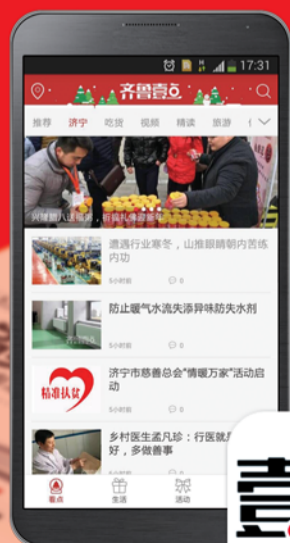 17:31
齐鲁壹点
推荐 济宁 吃货 视频 精读 旅游
遭遇行业寒冬，山推眼睛朝内苦练
内功
5小时前 0
防止暖气水流失添异味防失水剂
5小时前 0
济宁市慈善总会“情暖万家”活动启
动
精准扶贫
5小时前 0
乡村医生孟凡珍：行医就
好，多做善事
5小时前 0
看点 生活 活动
壹